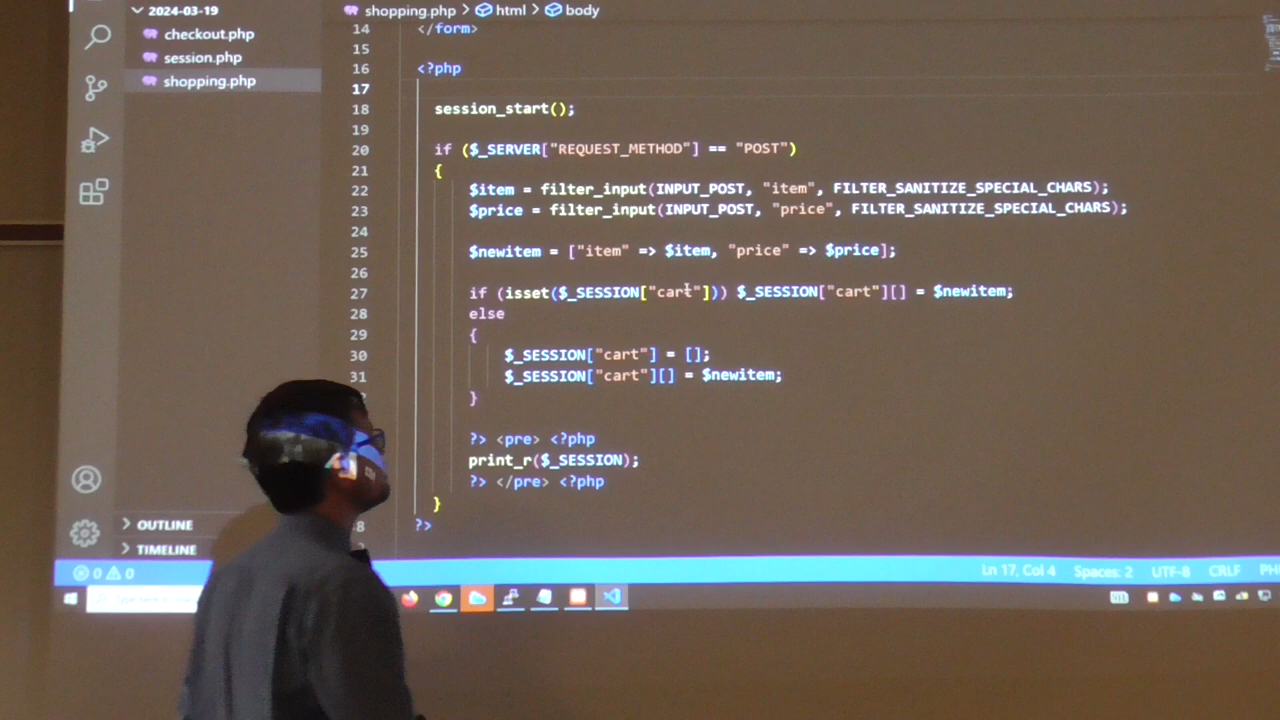 2024-03-19
checkout.php
session.php
shopping.php
OUTLINE
TIMELINE
shopping.php > html > body
14 </form>
15
16 <?php
17
18 session_start();
19
20 if ($_SERVER["REQUEST_METHOD"] == "POST")
21 {
22 $item = filter_input(INPUT_POST, "item", FILTER_SANITIZE_SPECIAL_CHARS);
23 $price = filter_input(INPUT_POST, "price", FILTER_SANITIZE_SPECIAL_CHARS);
24
25 $newitem = ["item" => $item, "price" => $price];
26
27 if (isset($_SESSION["cart"])) $_SESSION["cart"][] = $newitem;
28 else
29 {
30 $_SESSION["cart"] = [];
31 $_SESSION["cart"][] = $newitem;
}
?> <pre> <?php
print_r($_SESSION);
?> </pre> <?php
}
8 ?>
0 0
Ln 17, Col 4 Spaces: 2 UTF-8 CRLF PH